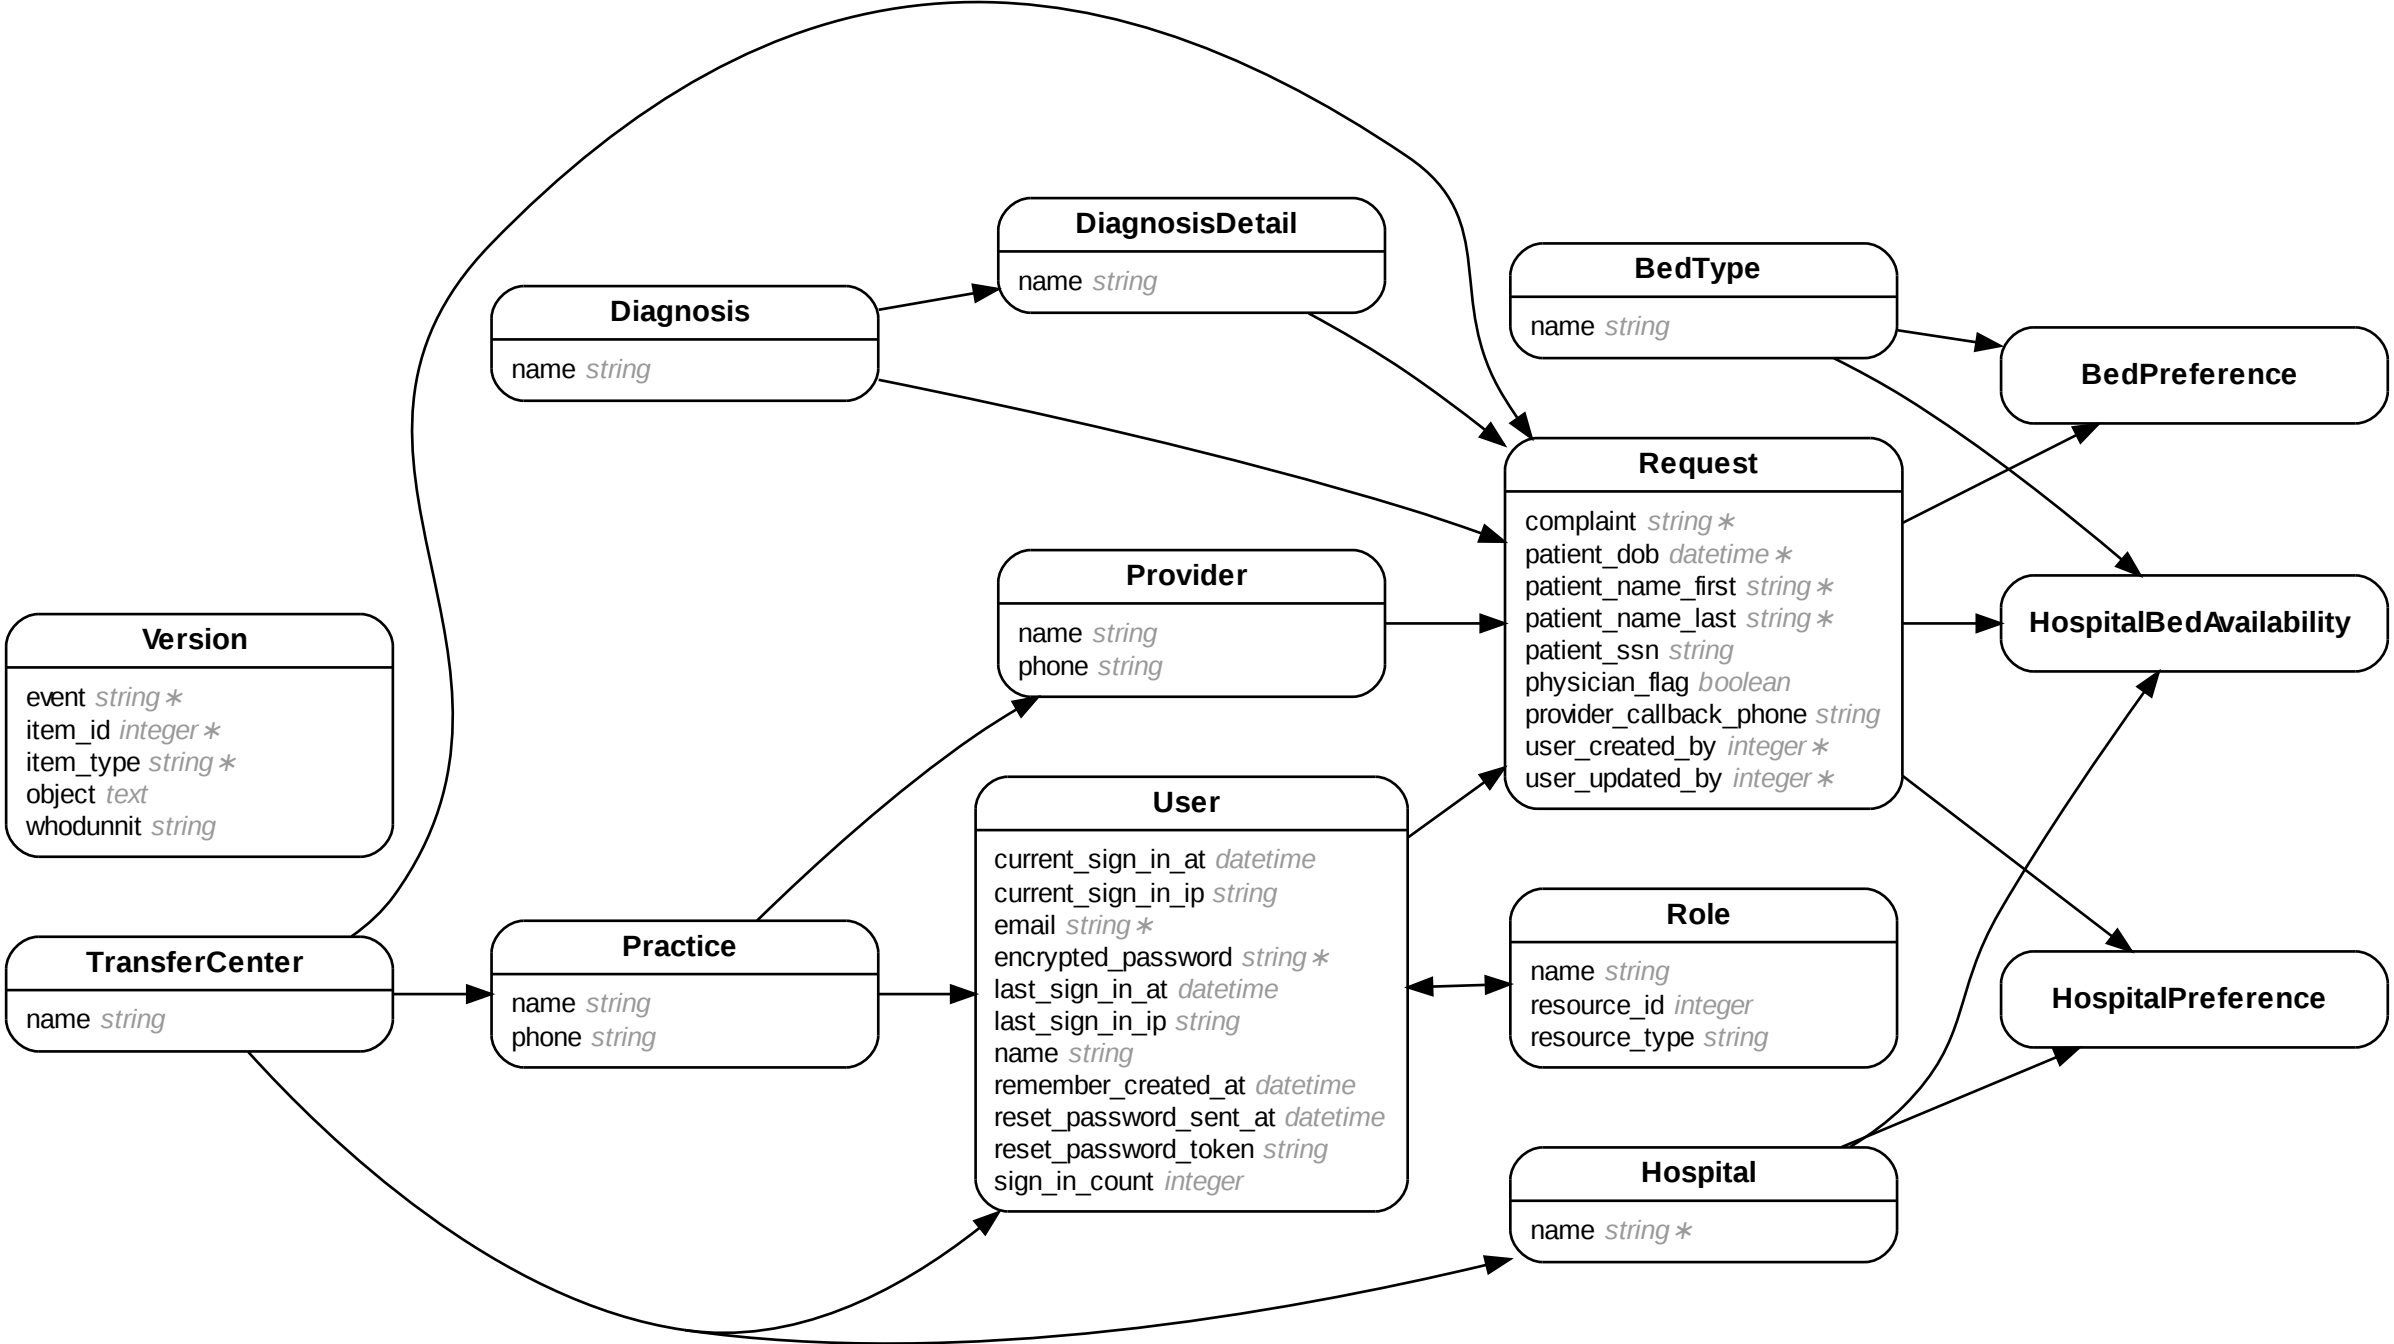 DiagnosisDetail
name string
BedType
name string
Diagnosis
name string
BedPreference
Request
complaint string∗
patient_dob datetime∗
patient_name_first string∗
patient_name_last string∗
patient_ssn string
physician_flag boolean
provider_callback_phone string
user_created_by integer∗
user_updated_by integer∗
Provider
name string
phone string
HospitalBedAvailability
Version
event string∗
item_id integer∗
item_type string∗
object text
whodunnit string
User
current_sign_in_at datetime
current_sign_in_ip string
email string∗
encrypted_password string∗
last_sign_in_at datetime
last_sign_in_ip string
name string
remember_created_at datetime
reset_password_sent_at datetime
reset_password_token string
sign_in_count integer
Role
name string
resource_id integer
resource_type string
TransferCenter
name string
Practice
name string
phone string
HospitalPreference
Hospital
name string∗